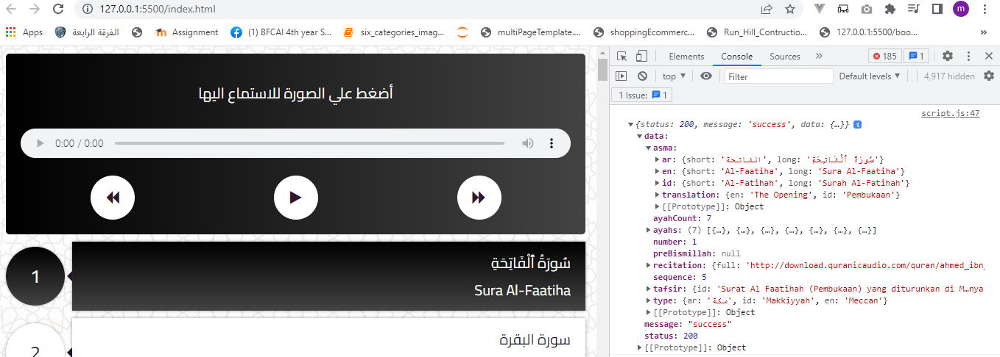 127.0.0.1:5500/index.html
m
Apps
الفرقة الرابعة
Assignment
(1) BFCAI 4th year S...
six_categories_imag...
multiPageTemplate....
shoppingEcommerc...
Run_Hill_Contructio...
127.0.0.1:5500/boo...
»
أضغط علي الصورة للاستماع اليها
0:00 / 0:00
1
سُورَةُ ٱلْفَاتِحَةِ
Sura Al-Faatiha
2
سورة البقرة
Elements Console Sources » 185 1
top ▼ Filter Default levels ▼ 4,917 hidden
1 Issue: 1
script.js:47
▼{status: 200, message: 'success', data: {…}} i
▼data:
▼asma:
▶ar: {short: 'الفاتحة', long: 'سُورَةُ ٱلْفَاتِحَةِ'}
▶en: {short: 'Al-Faatiha', long: 'Sura Al-Faatiha'}
▶id: {short: 'Al-Fatihah', long: 'Surah Al-Fatihah'}
▶translation: {en: 'The Opening', id: 'Pembukaan'}
▶[[Prototype]]: Object
ayahCount: 7
▶ayahs: (7) [{…}, {…}, {…}, {…}, {…}, {…}, {…}]
number: 1
preBismillah: null
▶recitation: {full: 'http://download.quranicaudio.com/quran/ahmed_ibn_
sequence: 5
▶tafsir: {id: 'Surat Al Faatihah (Pembukaan) yang diturunkan di M…nya
▶type: {ar: 'مكة', id: 'Makkiyyah', en: 'Meccan'}
▶[[Prototype]]: Object
message: "success"
status: 200
▶[[Prototype]]: Object